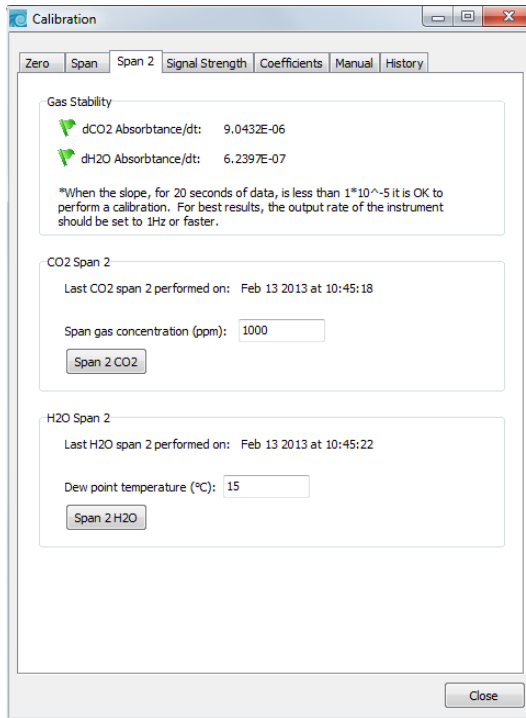 Calibration
Zero Span Span 2 Signal Strength Coefficients Manual History
Gas Stability
dCO2 Absorbtance/dt: 9.0432E-06
dH2O Absorbtance/dt: 6.2397E-07
*When the slope, for 20 seconds of data, is less than 1*10^-5 it is OK to
perform a calibration. For best results, the output rate of the instrument
should be set to 1Hz or faster.
CO2 Span 2
Last CO2 span 2 performed on: Feb 13 2013 at 10:45:18
Span gas concentration (ppm): 1000
Span 2 CO2
H2O Span 2
Last H2O span 2 performed on: Feb 13 2013 at 10:45:22
Dew point temperature (°C): 15
Span 2 H2O
Close